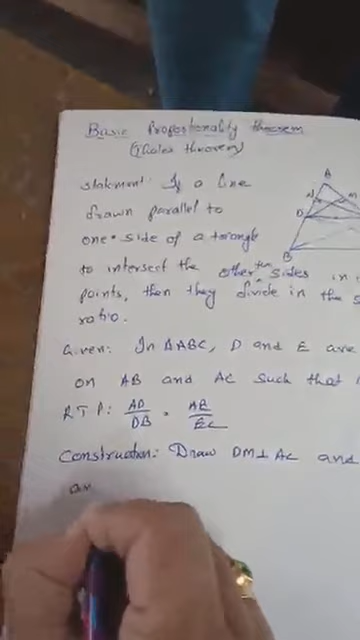 Basic Proportionality theorem
(Thales theorem)
Statement: If a line
drawn parallel to
one side of a triangle
to intersect the other two sides in
points, then they divide in the
ratio.
Given: In ΔABC, D and E are
on AB and AC such that
R T P: AD/DB = AE/EC
Construction: Draw DM⊥AC and
A
N
M
D
B